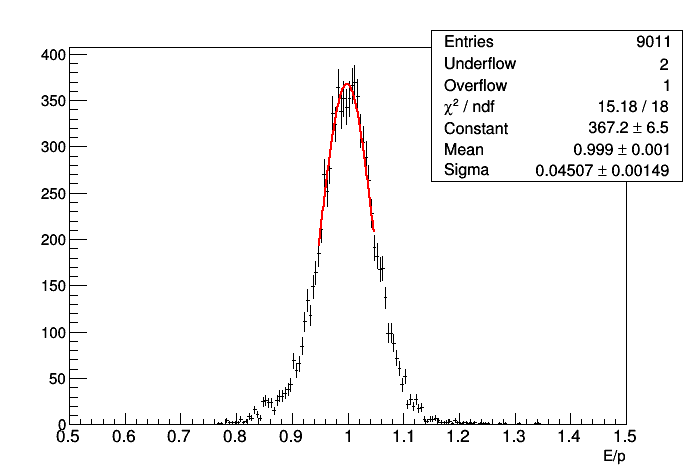 Entries 9011
Underflow 2
Overflow 1
χ² / ndf 15.18 / 18
Constant 367.2 ± 6.5
Mean 0.999 ± 0.001
Sigma 0.04507 ± 0.00149
400
350
300
250
200
150
100
50
0
0.5 0.6 0.7 0.8 0.9 1 1.1 1.2 1.3 1.4 1.5
E/p